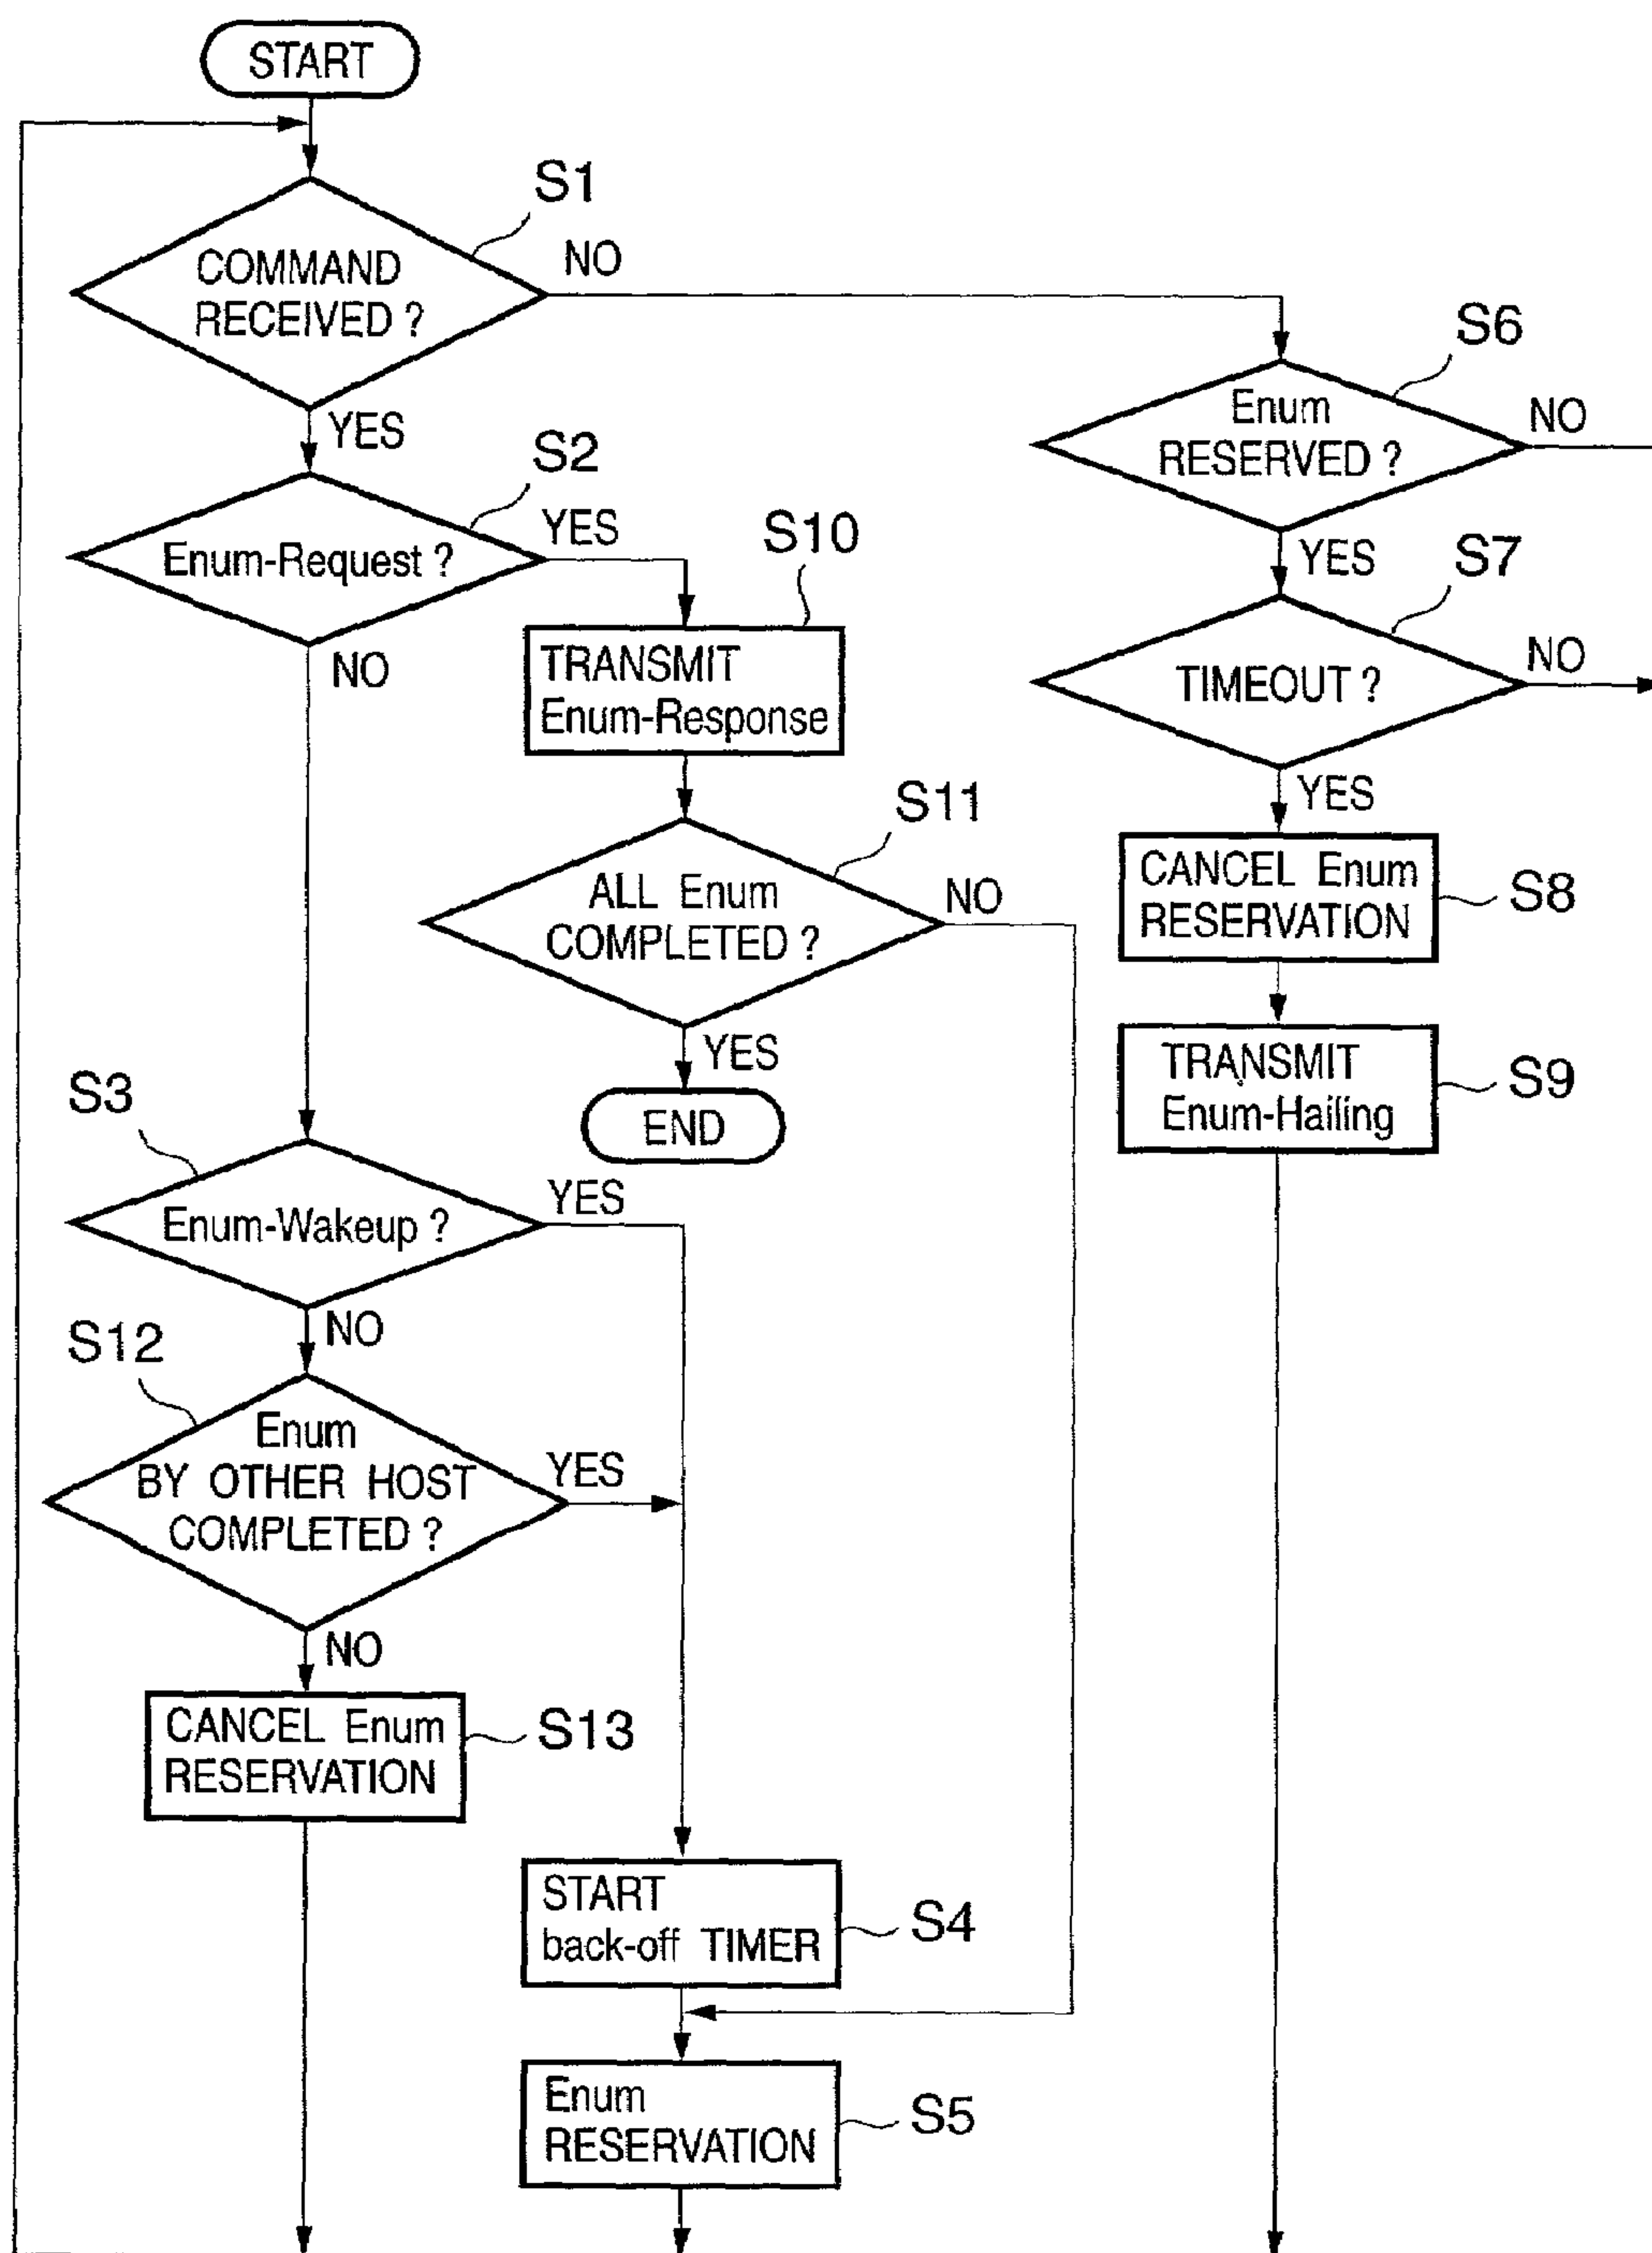 START
S1
COMMAND
RECEIVED ?
NO
YES
S6
Enum
RESERVED ?
NO
YES
S2
Enum-Request ?
YES
NO
S10
TRANSMIT
Enum-Response
S7
TIMEOUT ?
NO
YES
S11
ALL Enum
COMPLETED ?
NO
YES
END
CANCEL Enum
RESERVATION
S8
TRANSMIT
Enum-Hailing
S9
S3
Enum-Wakeup ?
YES
NO
S12
Enum
BY OTHER HOST
COMPLETED ?
YES
NO
CANCEL Enum
RESERVATION
S13
START
back-off TIMER
S4
Enum
RESERVATION
S5